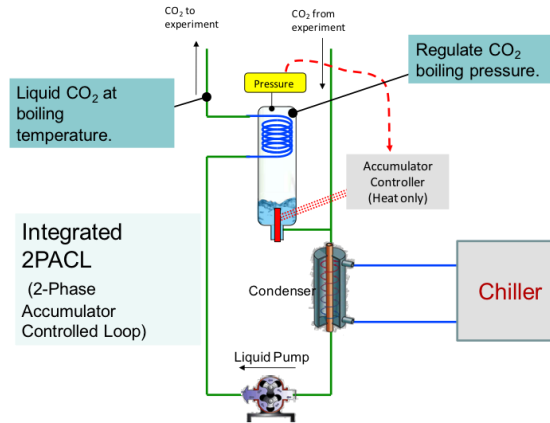 CO2 to
experiment
CO2 from
experiment
Regulate CO2
boiling pressure.
Pressure
Liquid CO2 at
boiling
temperature.
Accumulator
Controller
(Heat only)
Integrated
2PACL
(2-Phase
Accumulator
Controlled Loop)
Condenser
Chiller
Liquid Pump